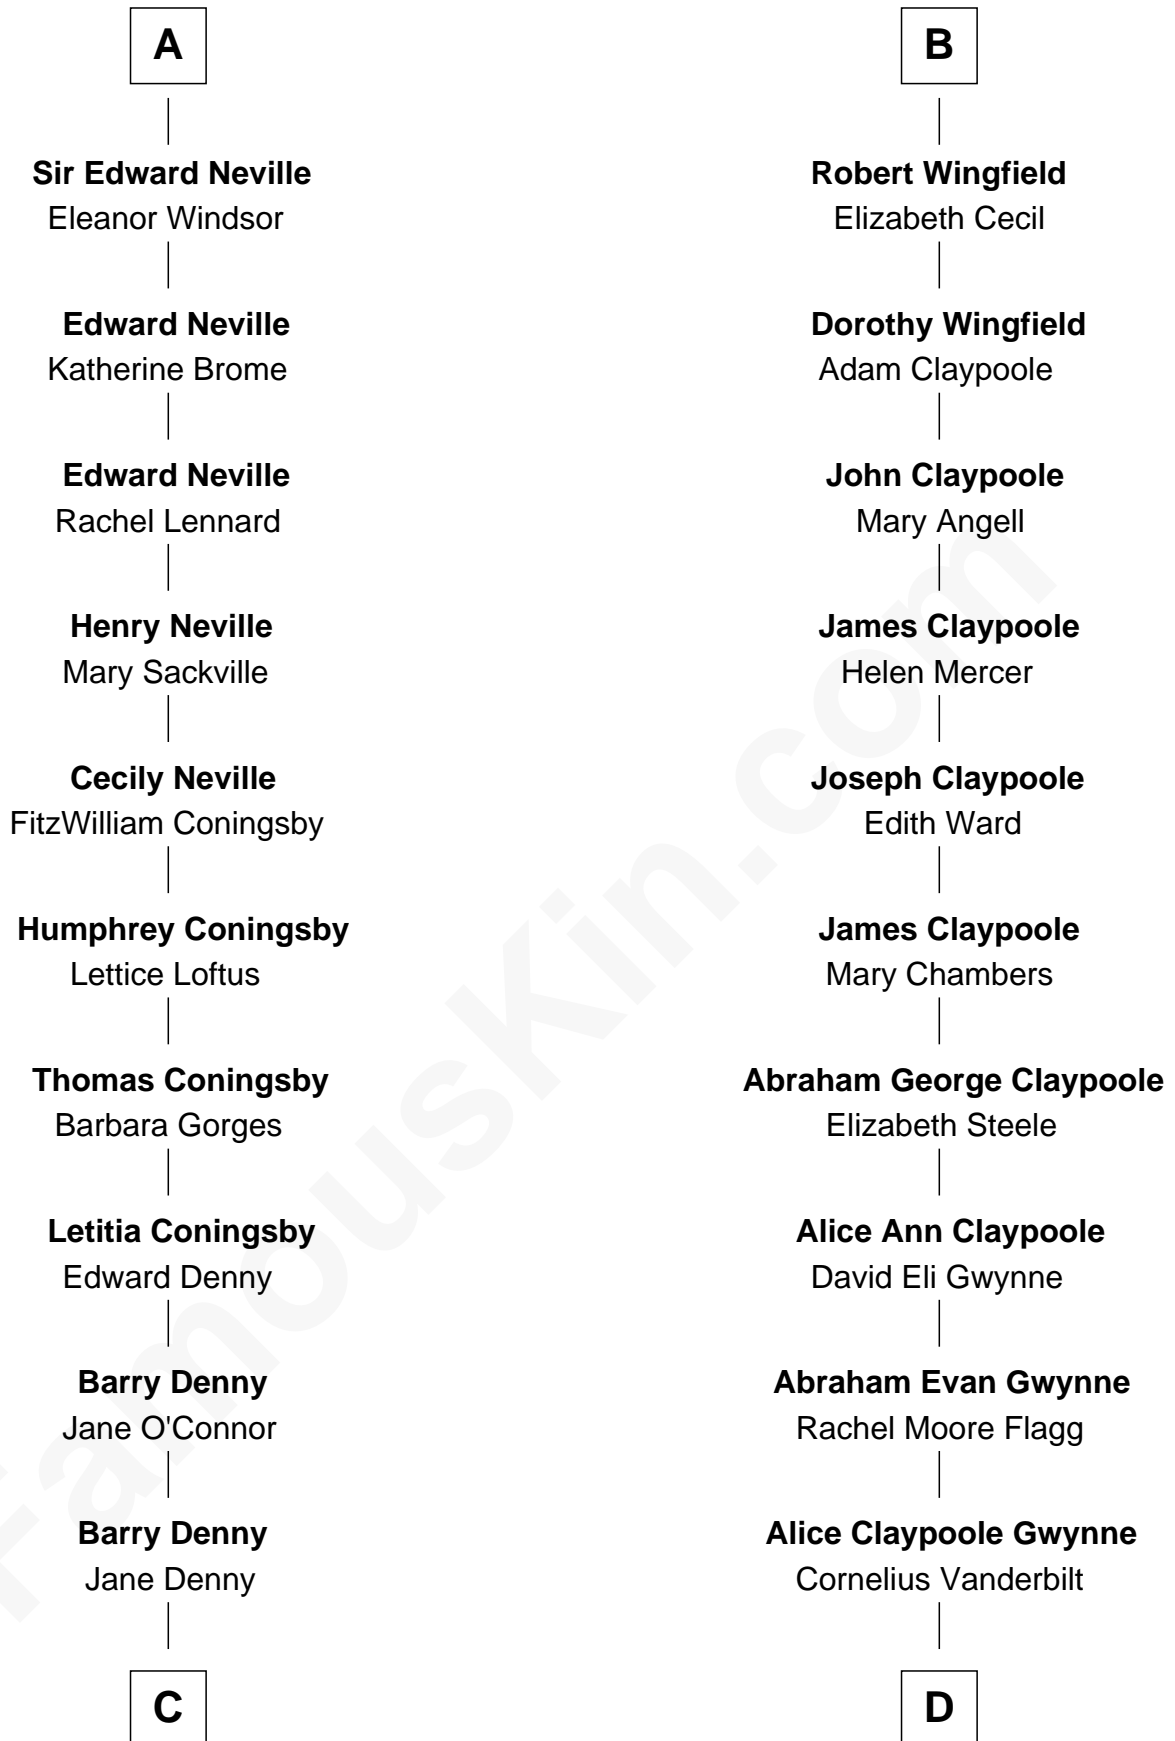 A
Sir Edward Neville
Eleanor Windsor
Edward Neville
Katherine Brome
Edward Neville
Rachel Lennard
Henry Neville
Mary Sackville
Cecily Neville
FitzWilliam Coningsby
Humphrey Coningsby
Lettice Loftus
Thomas Coningsby
Barbara Gorges
Letitia Coningsby
Edward Denny
Barry Denny
Jane O'Connor
Barry Denny
Jane Denny
C
B
Robert Wingfield
Elizabeth Cecil
Dorothy Wingfield
Adam Claypoole
John Claypoole
Mary Angell
James Claypoole
Helen Mercer
Joseph Claypoole
Edith Ward
James Claypoole
Mary Chambers
Abraham George Claypoole
Elizabeth Steele
Alice Ann Claypoole
David Eli Gwynne
Abraham Evan Gwynne
Rachel Moore Flagg
Alice Claypoole Gwynne
Cornelius Vanderbilt
D
FamousKin.com